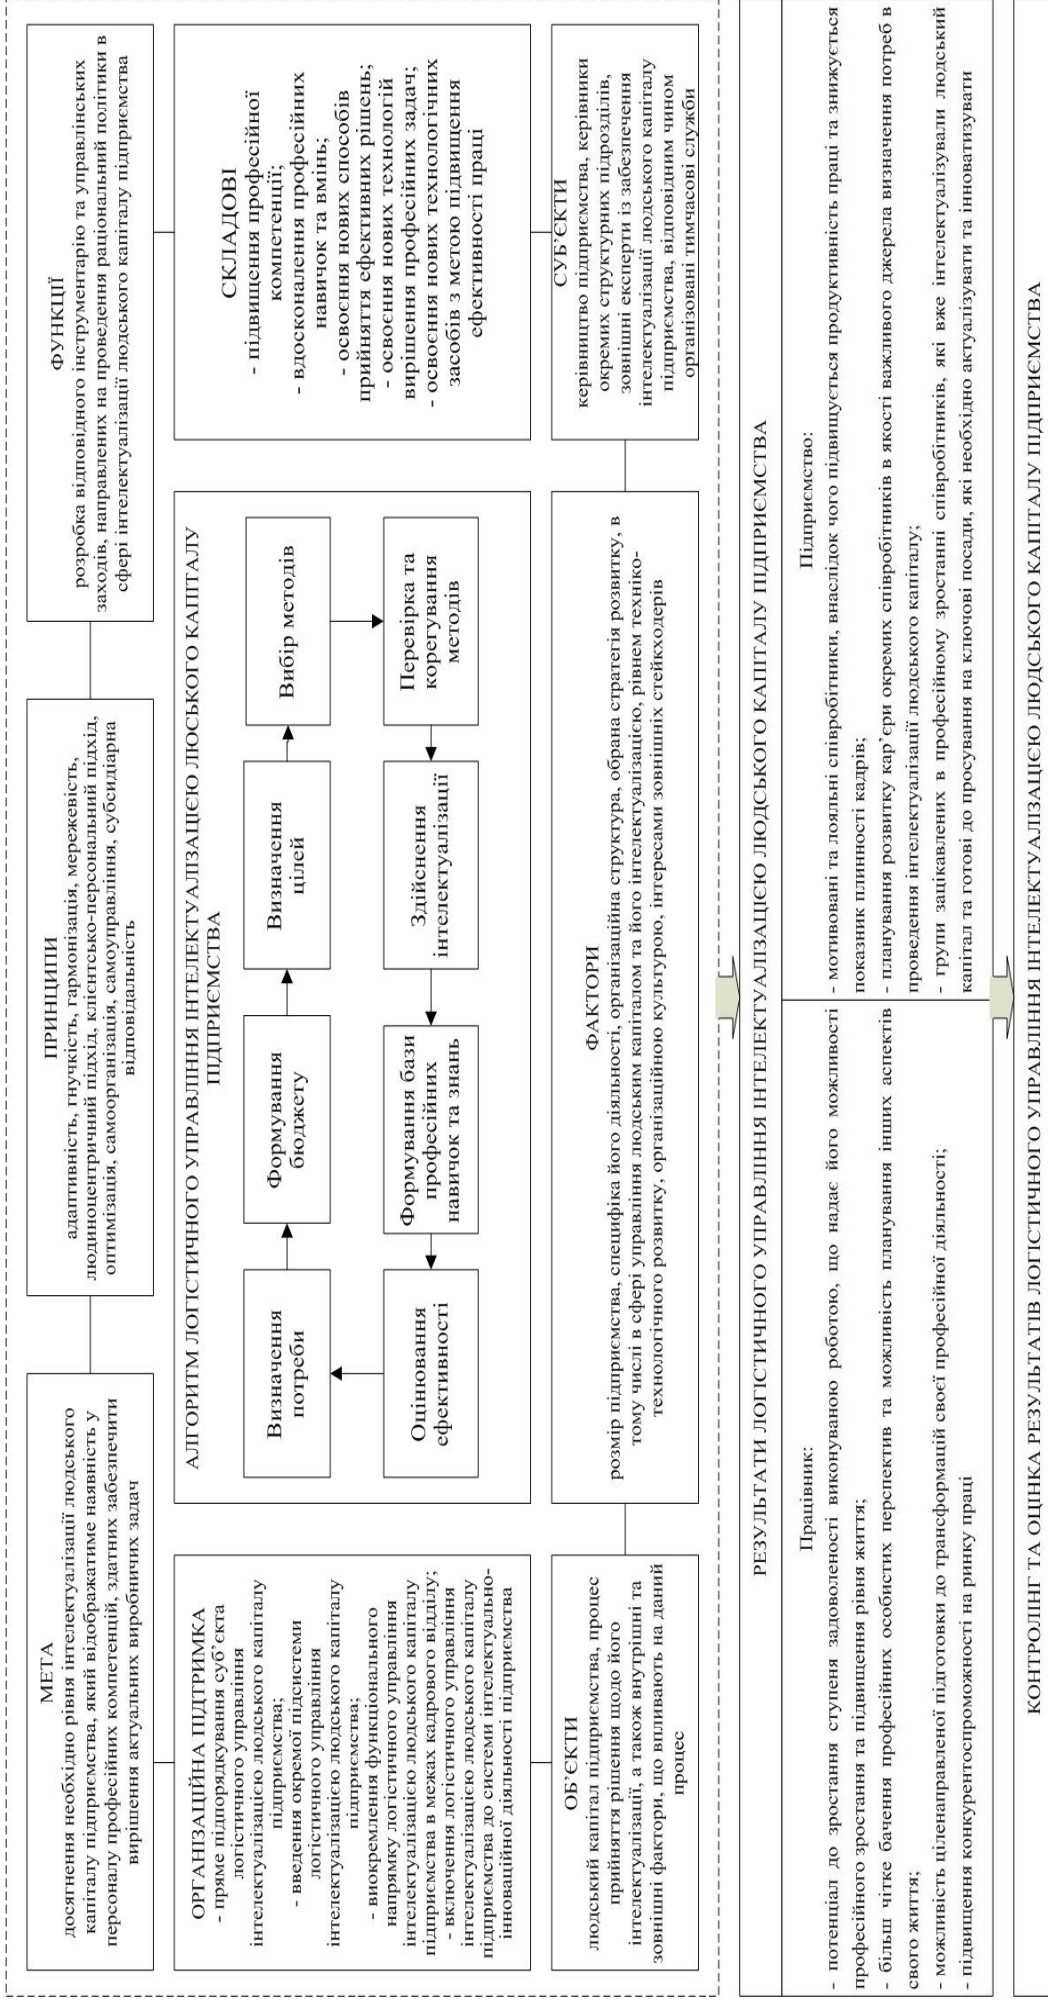 МЕТА
досягнення необхідно рівня інтелектуалізації людського
капіталу підприємства, який відображатиме наявність у
персоналу професійних компетенцій, здатних забезпечити
вирішення актуальних виробничих задач
ПРИНЦИПИ
адаптивність, гнучкість, гармонізація, мережевість,
людиноцентричний підхід, клієнтсько-персональний підхід,
оптимізація, самоорганізація, самоуправління, субсидіарна
відповідальність
ФУНКЦІЇ
розробка відповідного інструментарію та управлінських
заходів, направлених на проведення раціональної політики в
сфері інтелектуалізації людського капіталу підприємства
ОРГАНІЗАЦІЙНА ПІДТРИМКА
- пряме підпорядкування суб’єкта
логістичного управління
інтелектуалізацією людського капіталу
підприємства;
- введення окремої підсистеми
логістичного управління
інтелектуалізацією людського капіталу
підприємства;
- виокремлення функціонального
напрямку логістичного управління
інтелектуалізацією людського капіталу
підприємства в межах кадрового відділу;
- включення логістичного управління
інтелектуалізацією людського капіталу
підприємства до системи інтелектуально-
інноваційної діяльності підприємства
АЛГОРИТМ ЛОГІСТИЧНОГО УПРАВЛІННЯ ІНТЕЛЕКТУАЛІЗАЦІЄЮ ЛЮСЬКОГО КАПІТАЛУ
ПІДПРИЄМСТВА
Визначення
потреби
Формування
бюджету
Визначення
цілей
Вибір методів
Оцінювання
ефективності
Формування бази
професійних
навичок та знань
Здійснення
інтелектуалізації
Перевірка та
корегування
методів
СКЛАДОВІ
- підвищення професійної
компетенції;
- вдосконалення професійних
навичок та вмінь;
- освоєння нових способів
прийняття ефективних рішень;
- освоєння нових технологій
вирішення професійних задач;
- освоєння нових технологічних
засобів з метою підвищення
ефективності праці
ОБ’ЄКТИ
людський капітал підприємства, процес
прийняття рішення щодо його
інтелектуалізації, а також внутрішні та
зовнішні фактори, що впливають на даний
процес
ФАКТОРИ
розмір підприємства, специфіка його діяльності, організаційна структура, обрана стратегія розвитку, в
тому числі в сфері управління людським капіталом та його інтелектуалізацією, рівнем техніко-
технологічного розвитку, організаційною культурою, інтересами зовнішніх стейкхолдерів
СУБ’ЄКТИ
керівництво підприємства, керівники
окремих структурних підрозділів,
зовнішні експерти із забезпечення
інтелектуалізації людського капіталу
підприємства, відповідним чином
організовані тимчасові служби
РЕЗУЛЬТАТИ ЛОГІСТИЧНОГО УПРАВЛІННЯ ІНТЕЛЕКТУАЛІЗАЦІЄЮ ЛЮДСЬКОГО КАПІТАЛУ ПІДПРИЄМСТВА
Працівник:
- потенціал до зростання ступеня задоволеності виконуваною роботою, що надає його можливості
професійного зростання та підвищення рівня життя;
- більш чітке бачення професійних особистих перспектив та можливість планування інших аспектів
свого життя;
- можливість ціленаправленої підготовки до трансформацій своєї професійної діяльності;
- підвищення конкурентоспроможності на ринку праці
Підприємство:
- мотивовані та лояльні співробітники, внаслідок чого підвищується продуктивність праці та знижується
показник плинності кадрів;
- планування розвитку кар’єри окремих співробітників в якості важливого джерела визначення потреб в
проведення інтелектуалізації людського капіталу;
- групи зацікавлених в професійному зростанні співробітників, які вже інтелектуалізували людський
капітал та готові до просування на ключові посади, які необхідно актуалізувати та інноватизувати
КОНТРОЛІНГ ТА ОЦІНКА РЕЗУЛЬТАТІВ ЛОГІСТИЧНОГО УПРАВЛІННЯ ІНТЕЛЕКТУАЛІЗАЦІЄЮ ЛЮДСЬКОГО КАПІТАЛУ ПІДПРИЄМСТВА